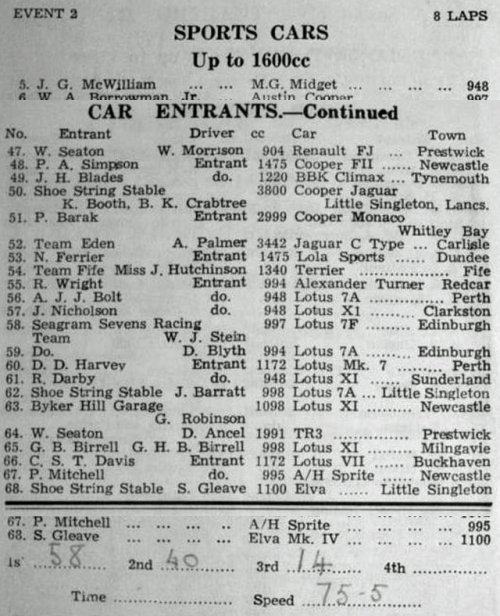 EVENT 2 8 LAPS
SPORTS CARS
Up to 1600cc
5. J. G. McWilliam ... ... M.G. Midget ... ... ... ... 948
6 W. A. Borrowman Jr. Austin Cooper 997
CAR ENTRANTS.—Continued
No. Entrant Driver cc Car Town
47. W. Seaton W. Morrison 904 Renault FJ ... Prestwick
48. P. A. Simpson Entrant 1475 Cooper FII ...... Newcastle
49. J. H. Blades do. 1220 BBK Climax ... Tynemouth
50. Shoe String Stable 3800 Cooper Jaguar
K. Booth, B. K. Crabtree Little Singleton, Lancs.
51. P. Barak Entrant 2999 Cooper Monaco
Whitley Bay
52. Team Eden A. Palmer 3442 Jaguar C Type ... Carlisle
53. N. Ferrier Entrant 1475 Lola Sports ...... Dundee
54. Team Fife Miss J. Hutchinson 1340 Terrier .................. Fife
55. R. Wright Entrant 994 Alexander Turner Redcar
56. A. J. J. Bolt do. 948 Lotus 7A ............... Perth
57. J. Nicholson do. 948 Lotus X1 ......... Clarkston
58. Seagram Sevens Racing 997 Lotus 7F ......... Edinburgh
Team W. J. Stein
59. Do. D. Blyth 994 Lotus 7A ......... Edinburgh
60. D. D. Harvey Entrant 1172 Lotus Mk. 7 ......... Perth
61. R. Darby do. 948 Lotus XI ...... Sunderland
62. Shoe String Stable J. Barratt 998 Lotus 7A ... Little Singleton
63. Byker Hill Garage 1098 Lotus XI ......... Newcastle
G. Robinson
64. W. Seaton D. Ancel 1991 TR3 ............... Prestwick
65. G. B. Birrell G. H. B. Birrell 998 Lotus XI ......... Milngavie
66. C. S. T. Davis Entrant 1172 Lotus VII ...... Buckhaven
67. P. Mitchell do. 995 A/H Sprite ...... Newcastle
68. Shoe String Stable S. Gleave 1100 Elva ...... Little Singleton
67. P. Mitchell ... ... ... ... A/H Sprite ... ... ... ... 995
68. S. Gleave ... ... ... ... Elva Mk. IV ... ... ... ... 1100
1s 58 2nd 40 3rd 14 4th ..................
Time ........................ Speed 75-5